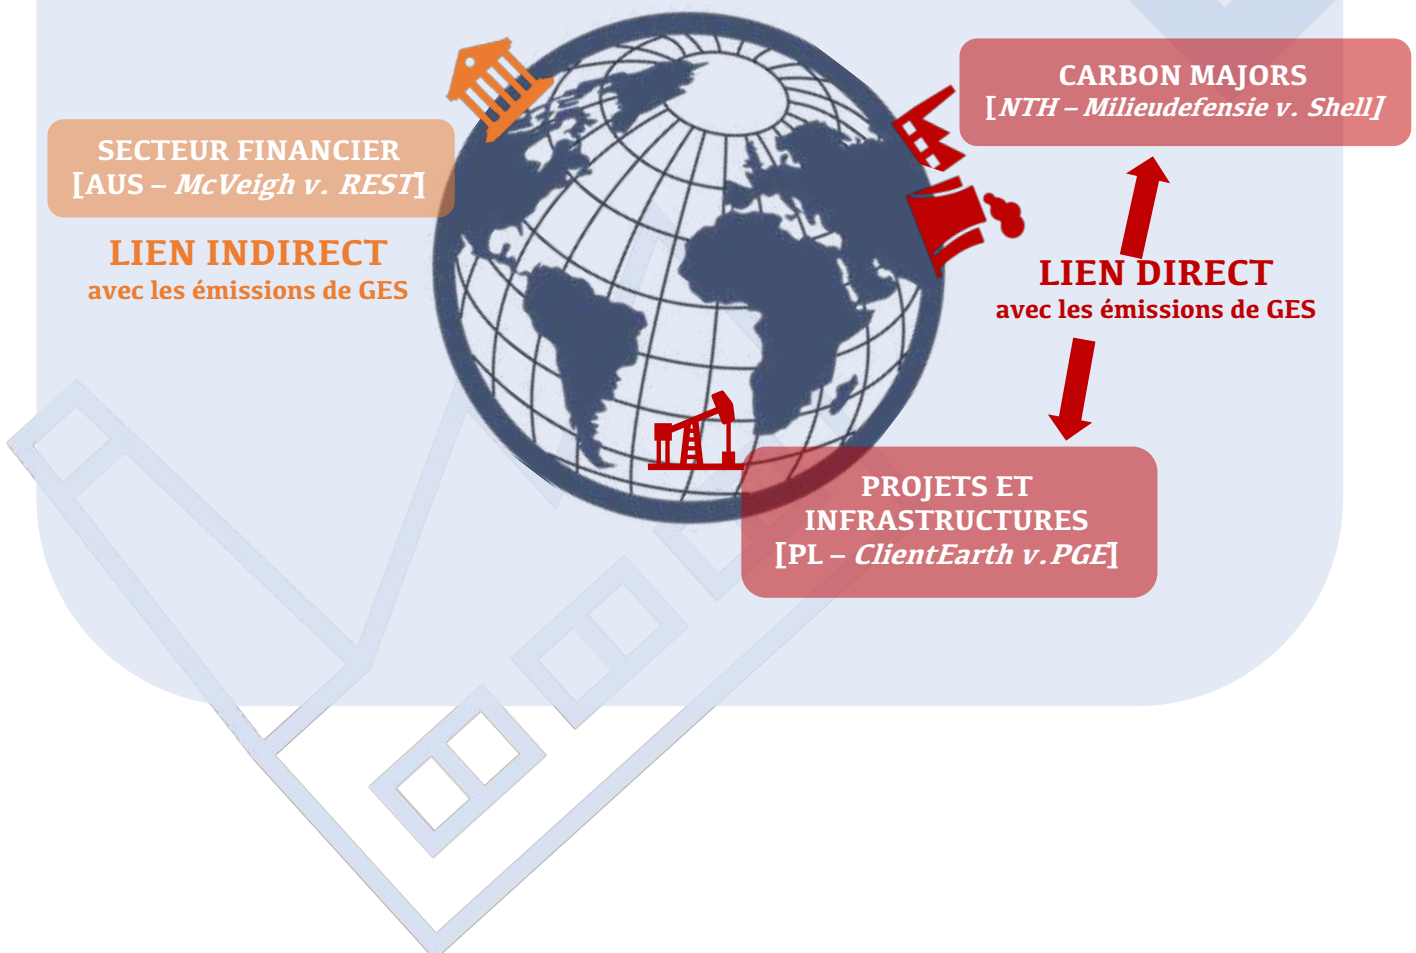 SECTEUR FINANCIER
[AUS – McVeigh v. REST]
LIEN INDIRECT
avec les émissions de GES
CARBON MAJORS
[NTH – Milieudefensie v. Shell]
LIEN DIRECT
avec les émissions de GES
PROJETS ET
INFRASTRUCTURES
[PL – ClientEarth v. PGE]